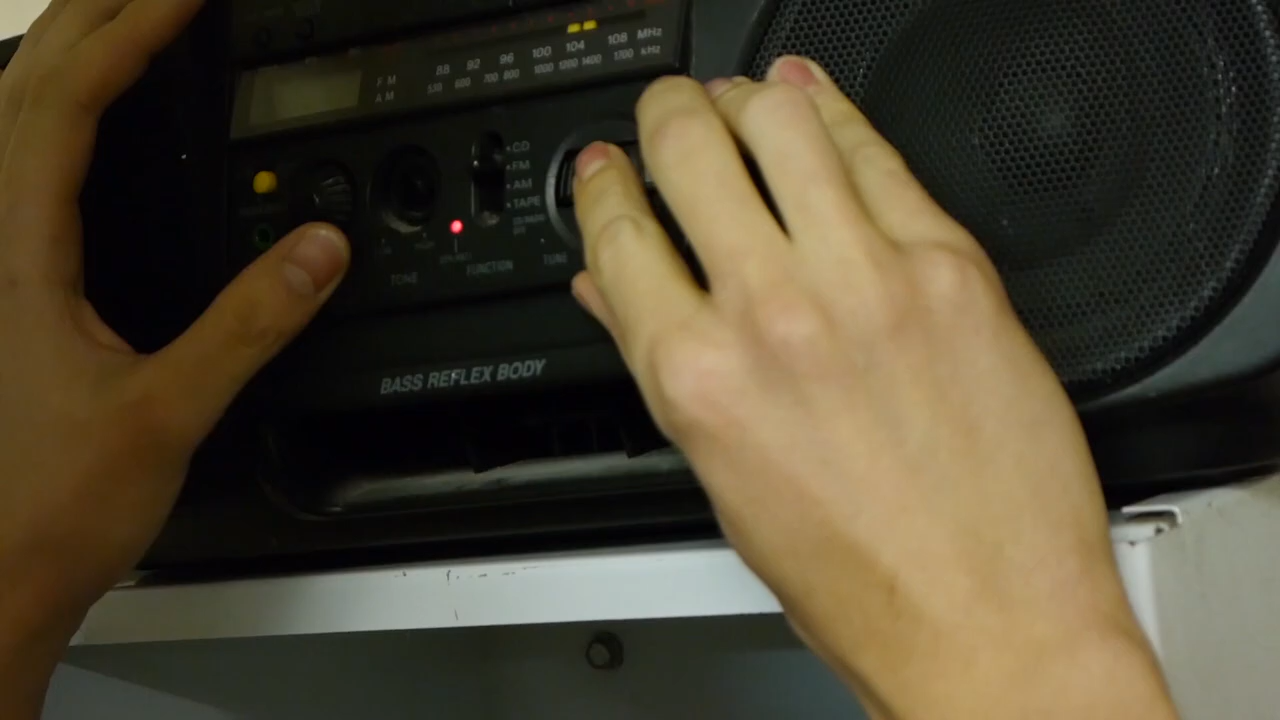 FM 88 92 96 100 104 108 MHz
AM 530 600 700 800 1000 1200 1400 1700 kHz
CD
FM
AM
TAPE
TONE
FUNCTION
TUNE
BASS REFLEX BODY